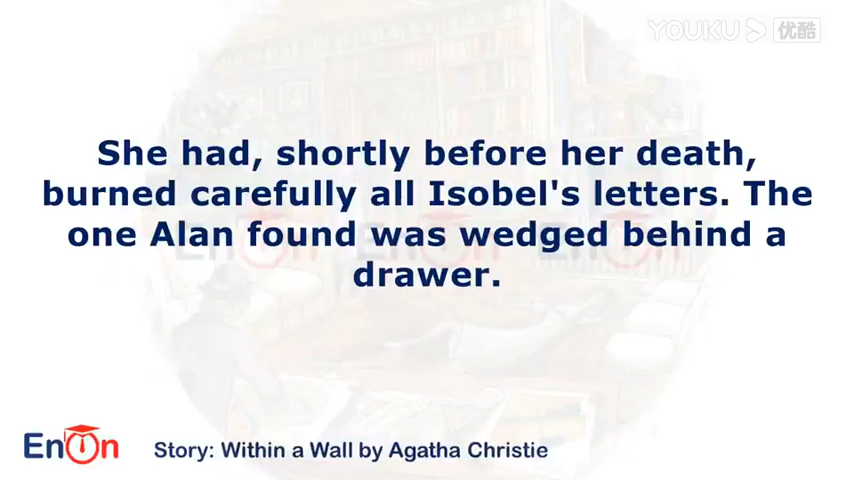 YOUKU 优酷
She had, shortly before her death,
burned carefully all Isobel's letters. The
one Alan found was wedged behind a
drawer.
EnOn
Story: Within a Wall by Agatha Christie